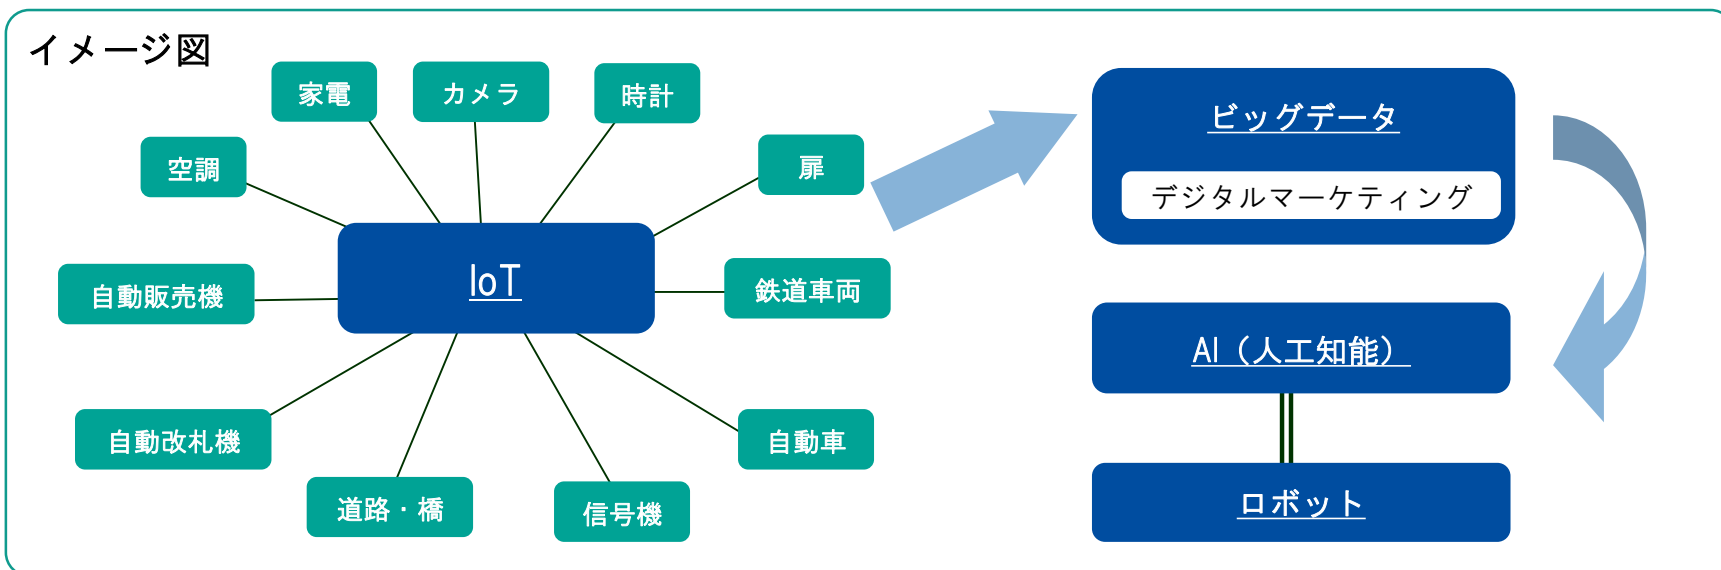 イメージ図
家電
カメラ
時計
空調
扉
IoT
自動販売機
鉄道車両
自動改札機
自動車
道路・橋
信号機
ビッグデータ
デジタルマーケティング
AI（人工知能）
ロボット